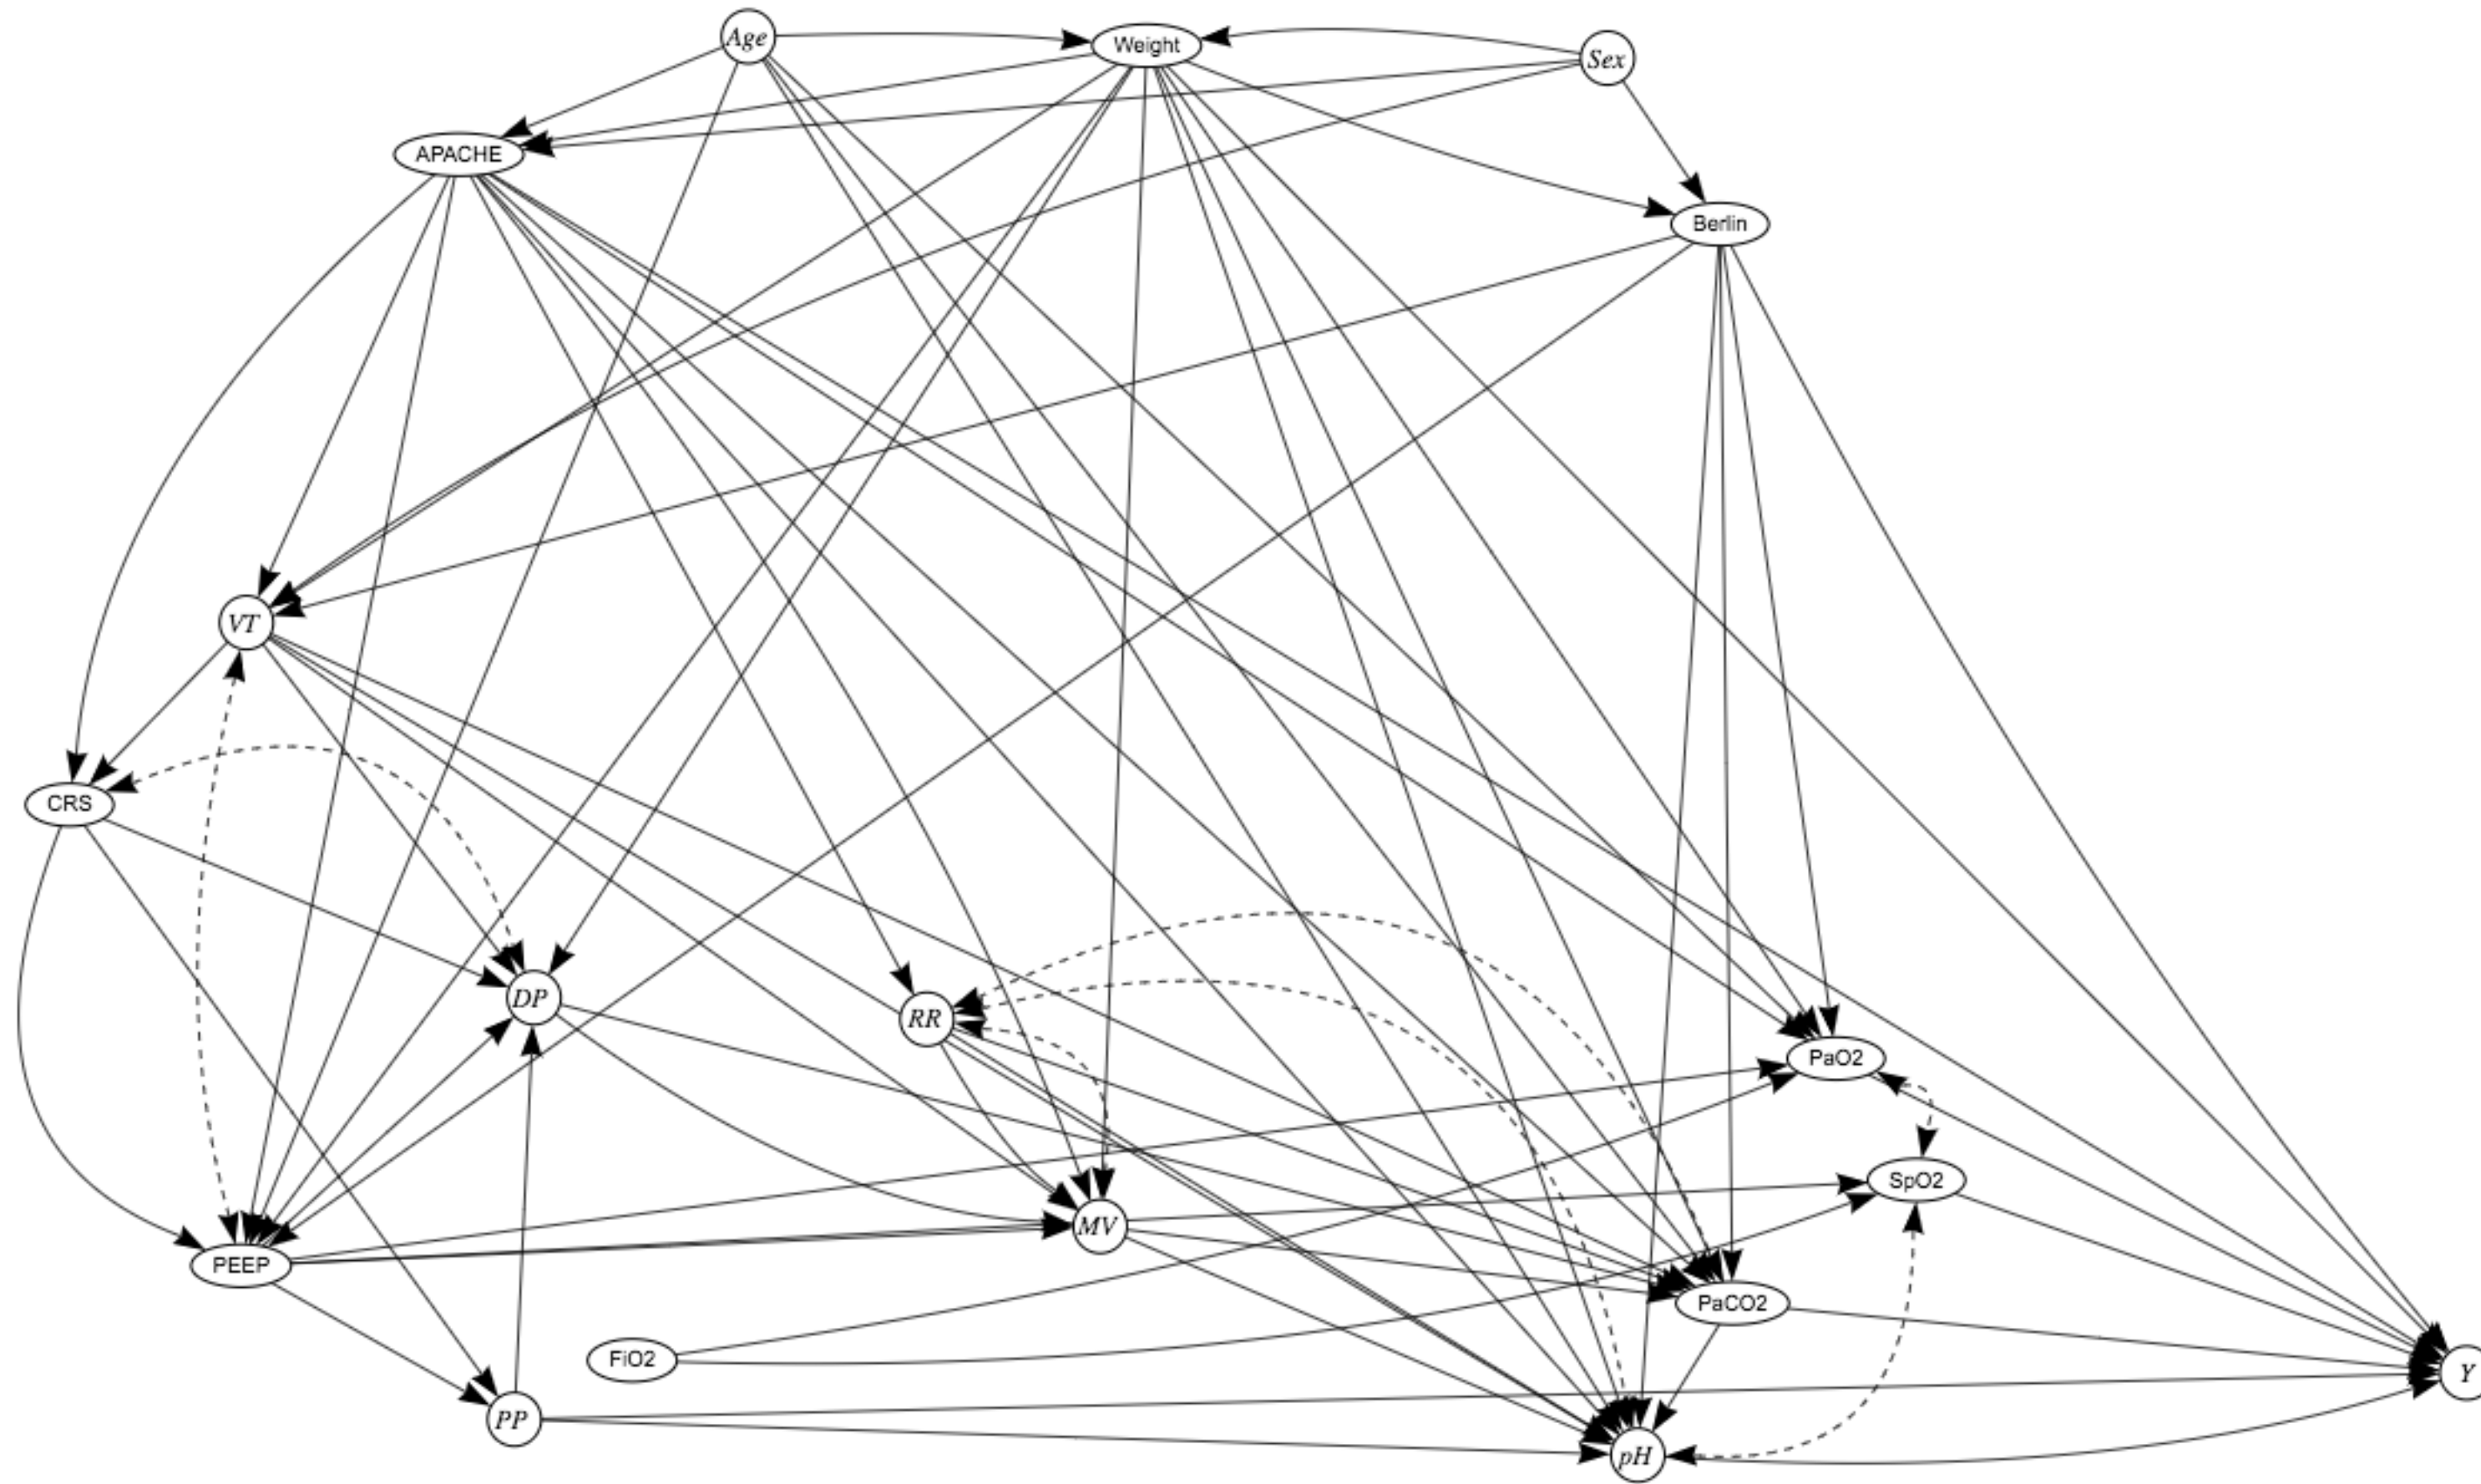 Age
Weight
Sex
APACHE
Berlin
VT
CRS
DP
RR
PaO2
SpO2
MV
PEEP
PaCO2
FiO2
Y
PP
pH